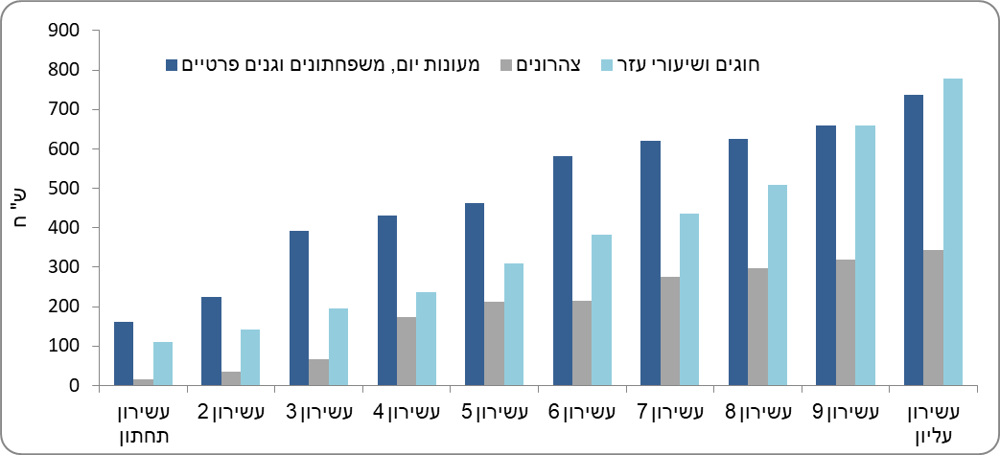 900
800
700
600
500
400
300
200
100
0
ש"ח
מעונות יום, משפחתונים וגנים פרטיים
צהרונים
חוגים ושיעורי עזר
עשירון תחתון
עשירון 2
עשירון 3
עשירון 4
עשירון 5
עשירון 6
עשירון 7
עשירון 8
עשירון 9
עשירון עליון